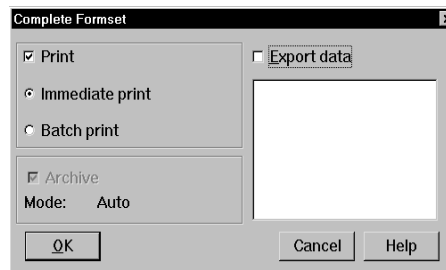 Complete Formset
Print
Export data
Immediate print
Batch print
Archive
Mode: Auto
OK
Cancel
Help